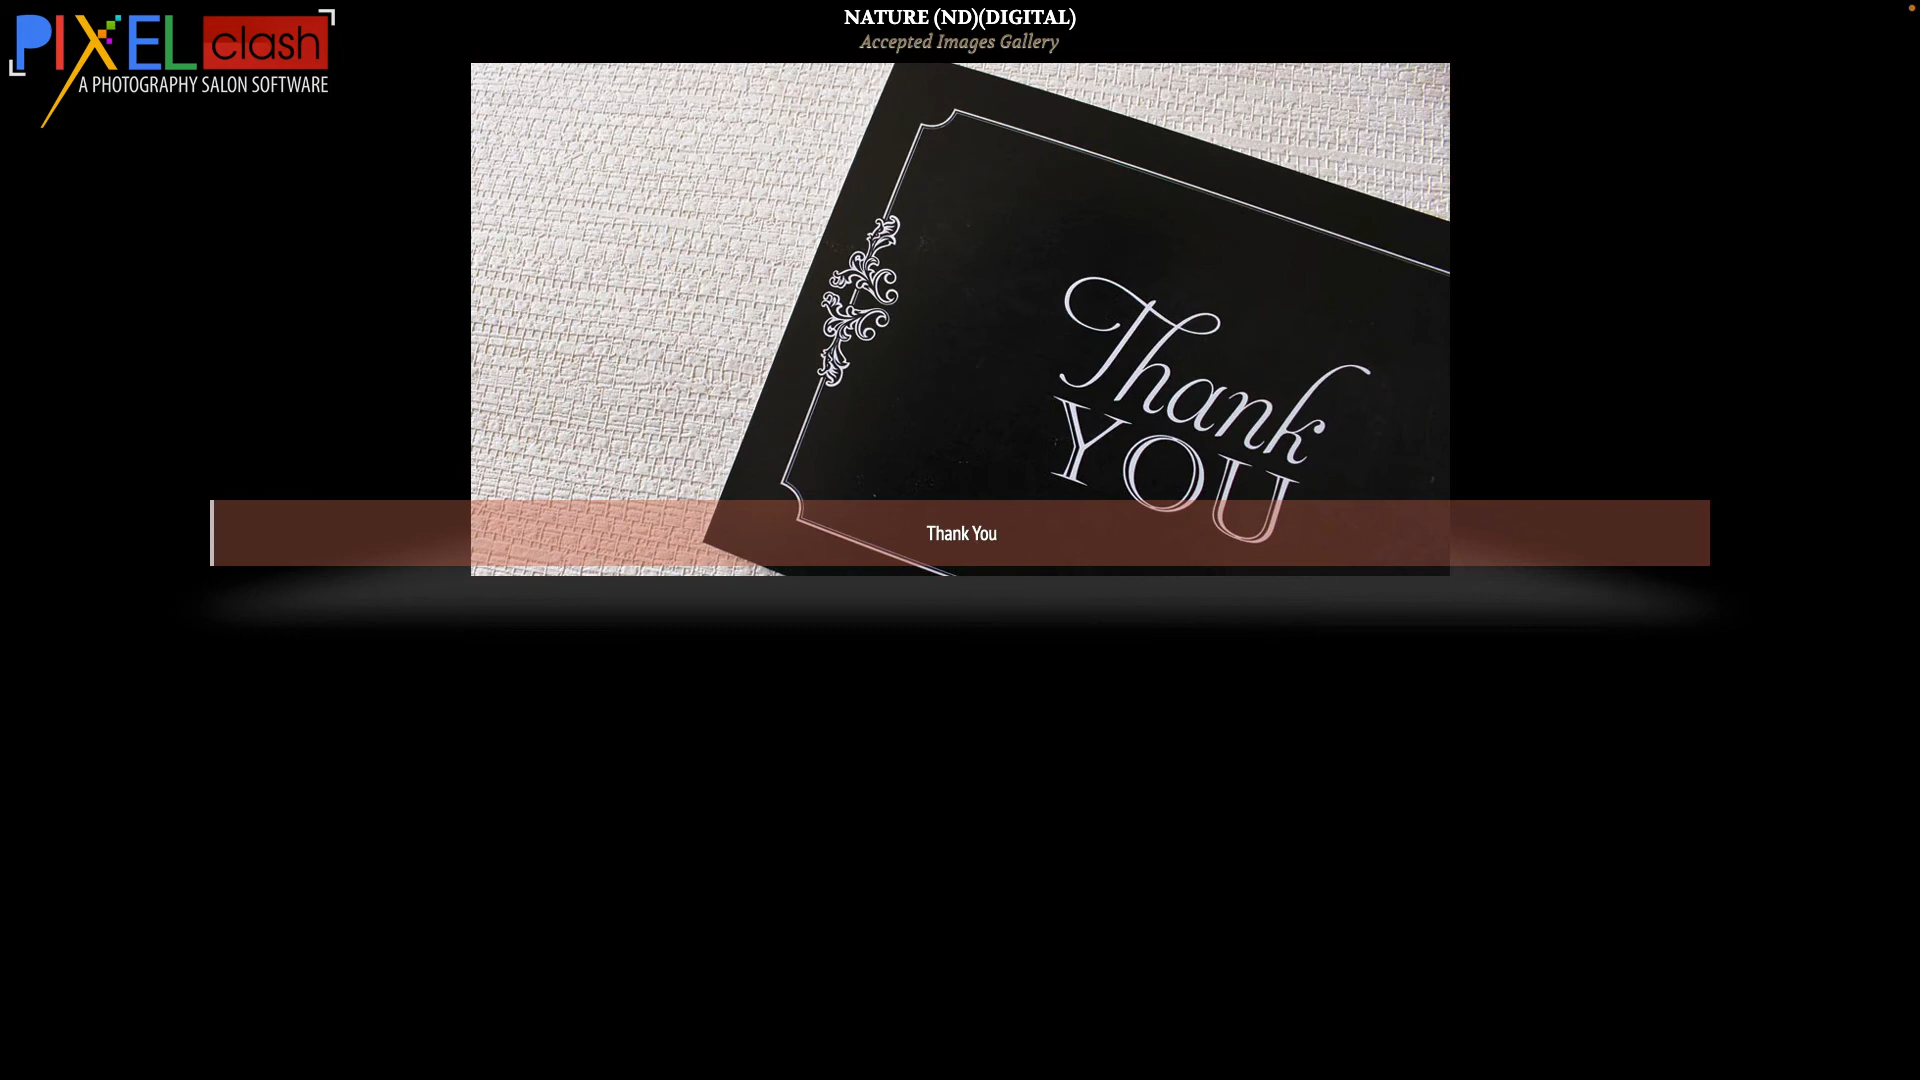 PIXEL clash
A PHOTOGRAPHY SALON SOFTWARE
NATURE (ND)(DIGITAL)
Accepted Images Gallery
Thank
YOU
Thank You